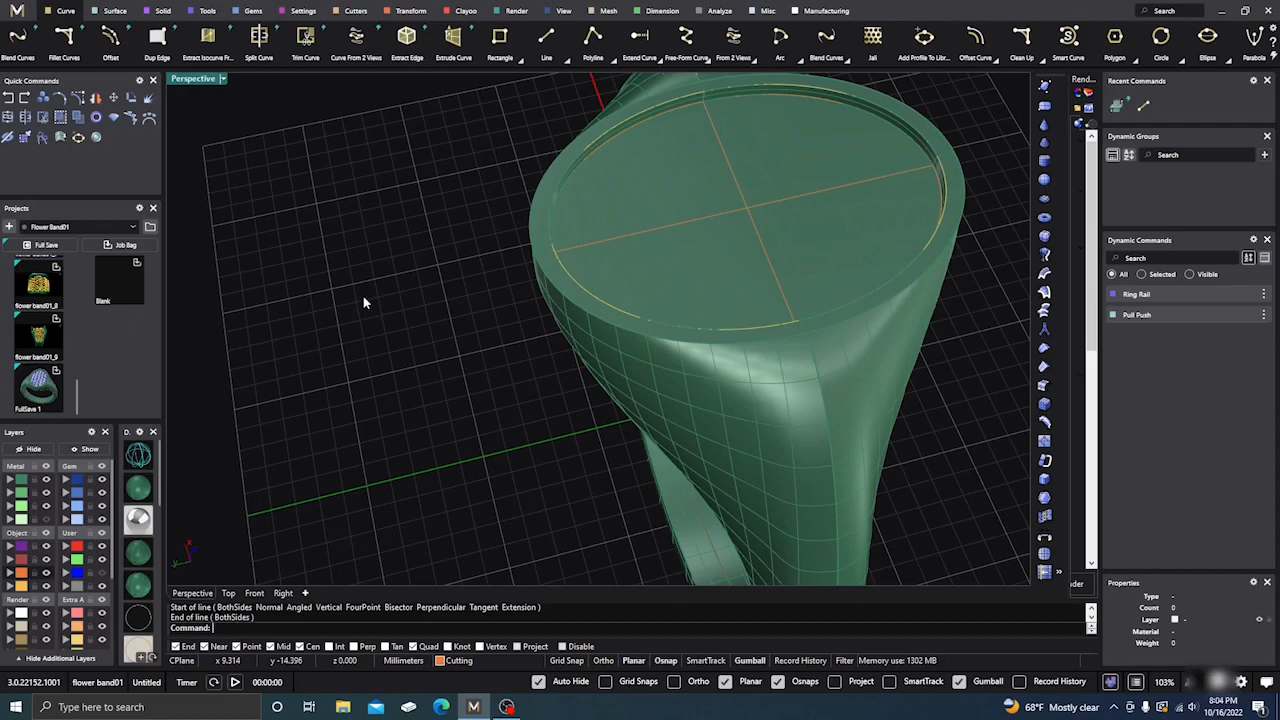 Curve Surface Solid Tools Gems Settings Cutters Transform Clayoo Render View Mesh Dimension Analyze Misc Manufacturing Search
Blend Curves Fillet Curves Offset Dup Edge Extract Isocurve Fr... Split Curve Trim Curve Curve From 2 Views Extract Edge Extrude Curve Rectangle Line Polyline Extend Curve Free-Form Curve From 2 Views Arc Blend Curves Jali Add Profile To Libr... Offset Curve Clean Up Smart Curve Polygon Circle Ellipse Parabola
Quick Commands
Projects
Flower Band01
Full Save Job Bag
flower band01_8
Blank
flower band01_9
FullSave 1
Layers
D.
Hide Show
Metal Gem
Object User
Render Extra A
Hide Additional Layers
Perspective
Rend...
Recent Commands
Dynamic Groups
Search
Dynamic Commands
Search
All Selected Visible
Ring Rail
Pull Push
Properties
Type -
Count 0
Layer -
Material -
Weight 0
x
y
Perspective Top Front Right
Start of line ( BothSides Normal Angled Vertical FourPoint Bisector Perpendicular Tangent Extension )
End of line ( BothSides )
Command:
End Near Point Mid Cen Int Perp Tan Quad Knot Vertex Project Disable
CPlane x 9.314 y -14.396 z 0.000 Millimeters Cutting Grid Snap Ortho Planar Osnap SmartTrack Gumball Record History Filter Memory use: 1302 MB
3.0.22152.1001 flower band01 Untitled Timer 00:00:00 Auto Hide Grid Snaps Ortho Planar Osnaps Project SmartTrack Gumball Record History 103%
Type here to search
68°F Mostly clear
8:04 PM
10/16/2022